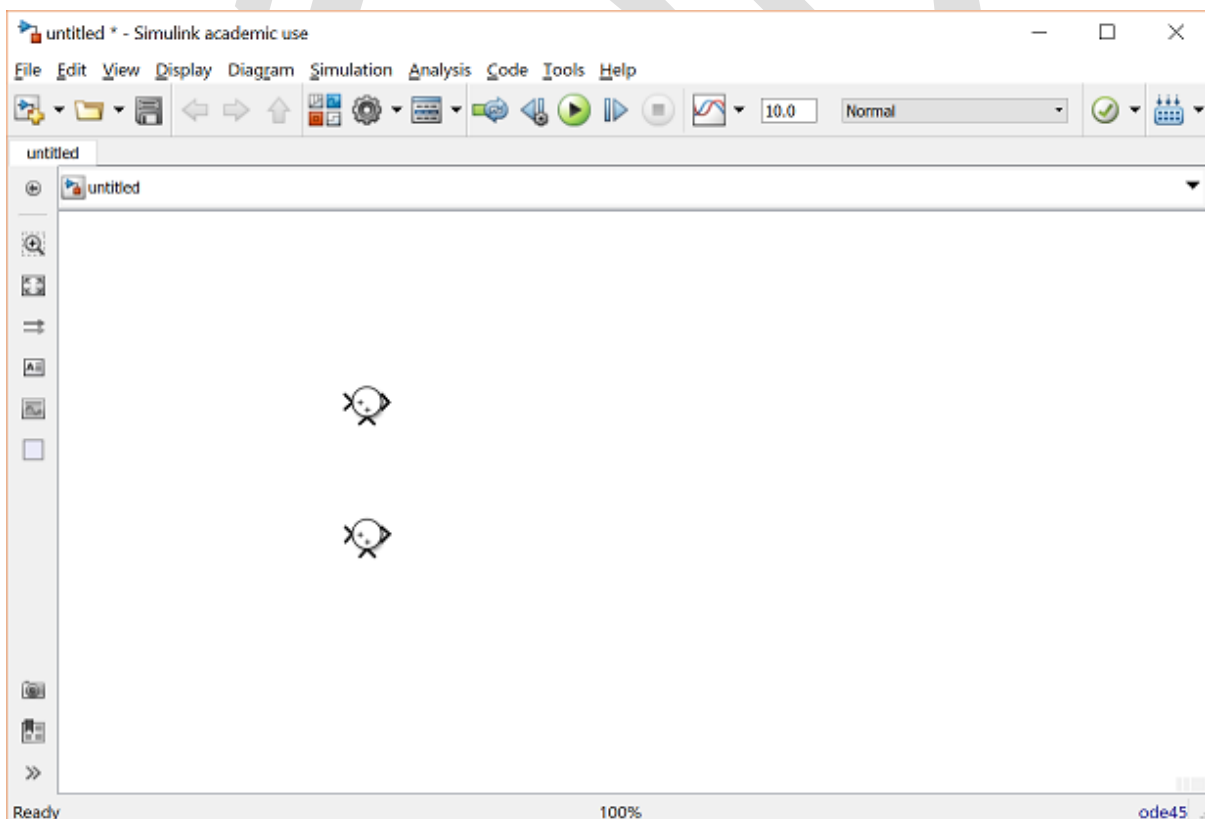 untitled * - Simulink academic use
File Edit View Display Diagram Simulation Analysis Code Tools Help
10.0 Normal
untitled
untitled
Ready 100% ode45